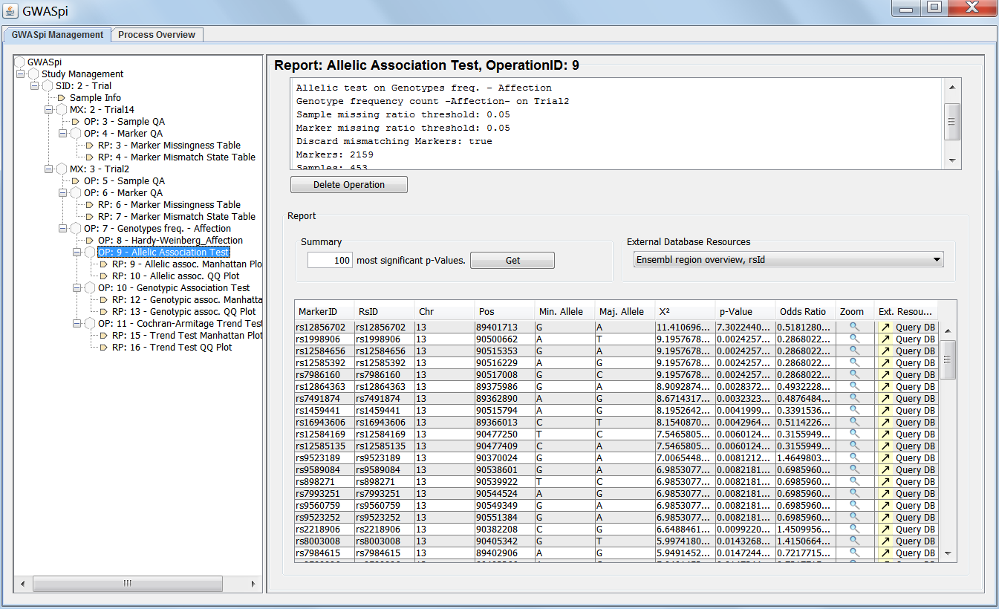 GWASpi
GWASpi Management Process Overview
GWASpi
Study Management
SID: 2 - Trial
Sample Info
MX: 2 - Trial14
OP: 3 - Sample QA
OP: 4 - Marker QA
RP: 3 - Marker Missingness Table
RP: 4 - Marker Mismatch State Table
MX: 3 - Trial2
OP: 5 - Sample QA
OP: 6 - Marker QA
RP: 6 - Marker Missingness Table
RP: 7 - Marker Mismatch State Table
OP: 7 - Genotypes freq. - Affection
OP: 8 - Hardy-Weinberg_Affection
OP: 9 - Allelic Association Test
RP: 9 - Allelic assoc. Manhattan Plo
RP: 10 - Allelic assoc. QQ Plot
OP: 10 - Genotypic Association Test
RP: 12 - Genotypic assoc. Manhatta
RP: 13 - Genotypic assoc. QQ Plot
OP: 11 - Cochran-Armitage Trend Test
RP: 15 - Trend Test Manhattan Plot
RP: 16 - Trend Test QQ Plot
Report: Allelic Association Test, OperationID: 9
Allelic test on Genotypes freq. - Affection
Genotype frequency count -Affection- on Trial2
Sample missing ratio threshold: 0.05
Marker missing ratio threshold: 0.05
Discard mismatching Markers: true
Markers: 2159
Samples: 453
Delete Operation
Report
Summary
100 most significant p-Values. Get
External Database Resources
Ensembl region overview, rsId
MarkerID RsID Chr Pos Min. Allele Maj. Allele X² p-Value Odds Ratio Zoom Ext. Resou...
rs12856702 rs12856702 13 89401713 G A 11.410696... 7.3022440... 0.5181280... Query DB
rs1998906 rs1998906 13 90500662 A T 9.1957678... 0.0024257... 0.2868022... Query DB
rs12584656 rs12584656 13 90515353 G A 9.1957678... 0.0024257... 0.2868022... Query DB
rs12585392 rs12585392 13 90516229 A G 9.1957678... 0.0024257... 0.2868022... Query DB
rs7986160 rs7986160 13 90517008 G C 9.1957678... 0.0024257... 0.2868022... Query DB
rs12864363 rs12864363 13 89375986 G A 8.9092874... 0.0028372... 0.4932228... Query DB
rs7491874 rs7491874 13 89362890 A G 8.6714317... 0.0032323... 0.4876484... Query DB
rs1459441 rs1459441 13 90515794 A G 8.1952642... 0.0041999... 0.3391536... Query DB
rs16943606 rs16943606 13 89366013 C T 8.1540870... 0.0042964... 0.5114226... Query DB
rs12584169 rs12584169 13 90477250 T C 7.5465805... 0.0060124... 0.3155949... Query DB
rs12585135 rs12585135 13 90477409 C A 7.5465805... 0.0060124... 0.3155949... Query DB
rs9523189 rs9523189 13 90370024 G A 7.0065448... 0.0081212... 1.4649803... Query DB
rs9589084 rs9589084 13 90538601 G A 6.9853077... 0.0082181... 0.6985960... Query DB
rs898271 rs898271 13 90539922 T C 6.9853077... 0.0082181... 0.6985960... Query DB
rs7993251 rs7993251 13 90544524 A G 6.9853077... 0.0082181... 0.6985960... Query DB
rs9560759 rs9560759 13 90549349 G A 6.9853077... 0.0082181... 0.6985960... Query DB
rs9523252 rs9523252 13 90551384 G A 6.9853077... 0.0082181... 0.6985960... Query DB
rs2218906 rs2218906 13 90382208 C G 6.6488461... 0.0099220... 1.4509956... Query DB
rs8003008 rs8003008 13 90405342 G T 5.9974180... 0.0143268... 1.4150664... Query DB
rs7984615 rs7984615 13 89402906 A G 5.9491452... 0.0147244... 0.7217715... Query DB